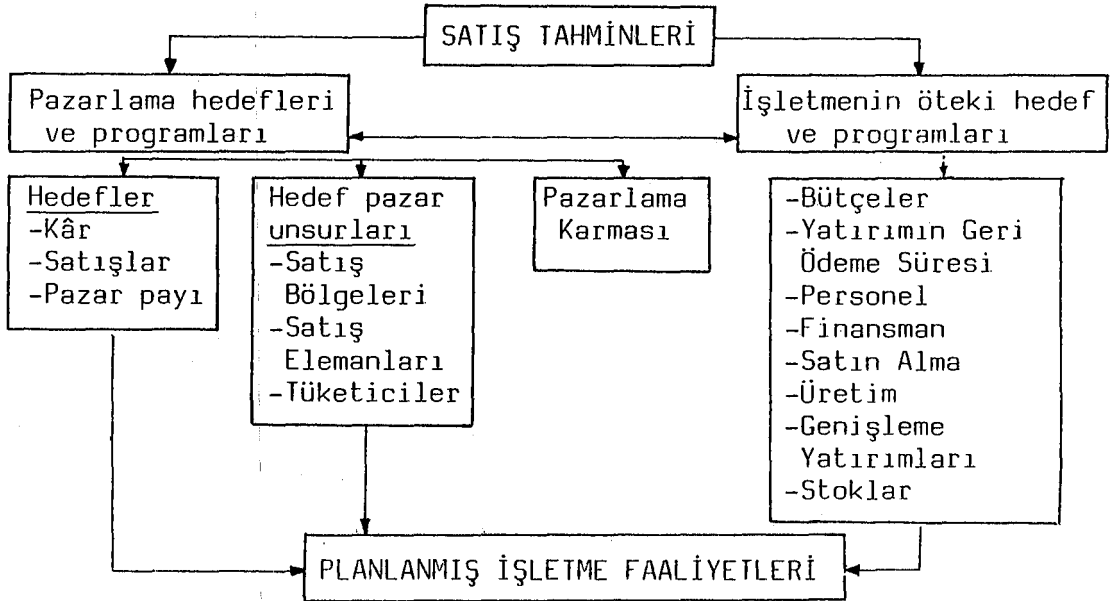 SATIŞ TAHMİNLERİ
Pazarlama hedefleri
ve programları
İşletmenin öteki hedef
ve programları
Hedefler
-Kâr
-Satışlar
-Pazar payı
Hedef pazar
unsurları
-Satış
Bölgeleri
-Satış
Elemanları
-Tüketiciler
Pazarlama
Karması
-Bütçeler
-Yatırımın Geri
Ödeme Süresi
-Personel
-Finansman
-Satın Alma
-Üretim
-Genişleme
Yatırımları
-Stoklar
PLANLANMIŞ İŞLETME FAALİYETLERİ